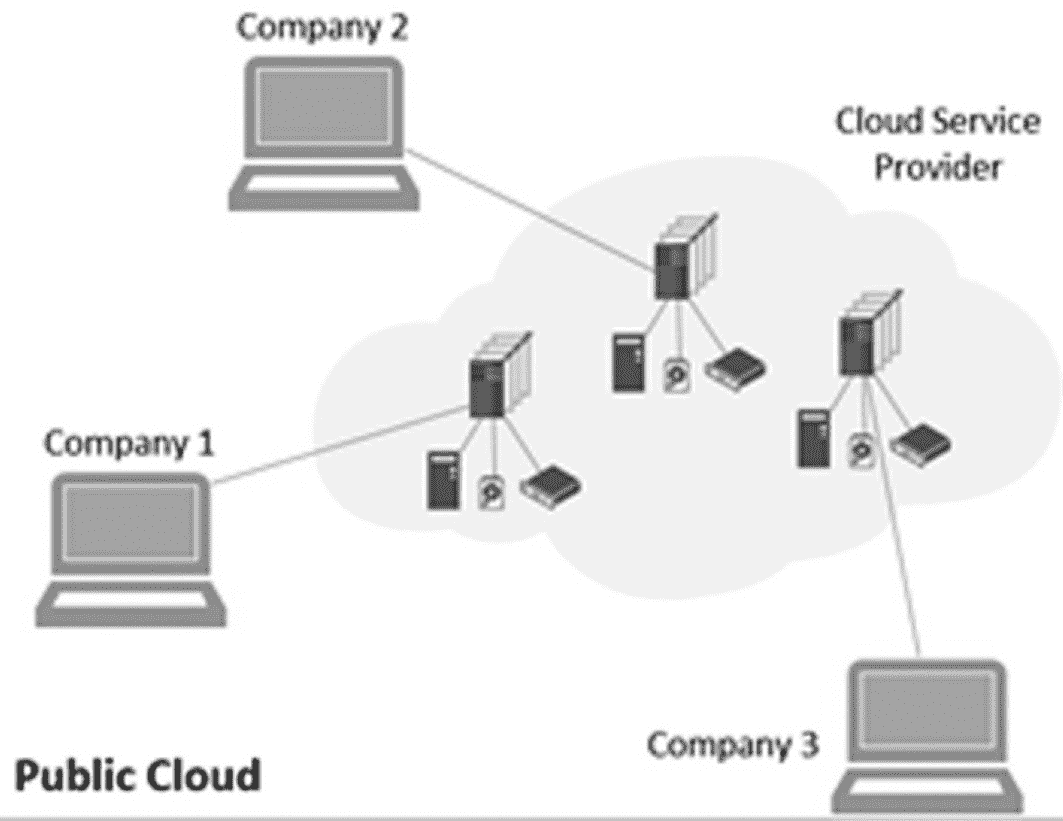 Company 2
Cloud Service
Provider
Company 1
Company 3
Public Cloud